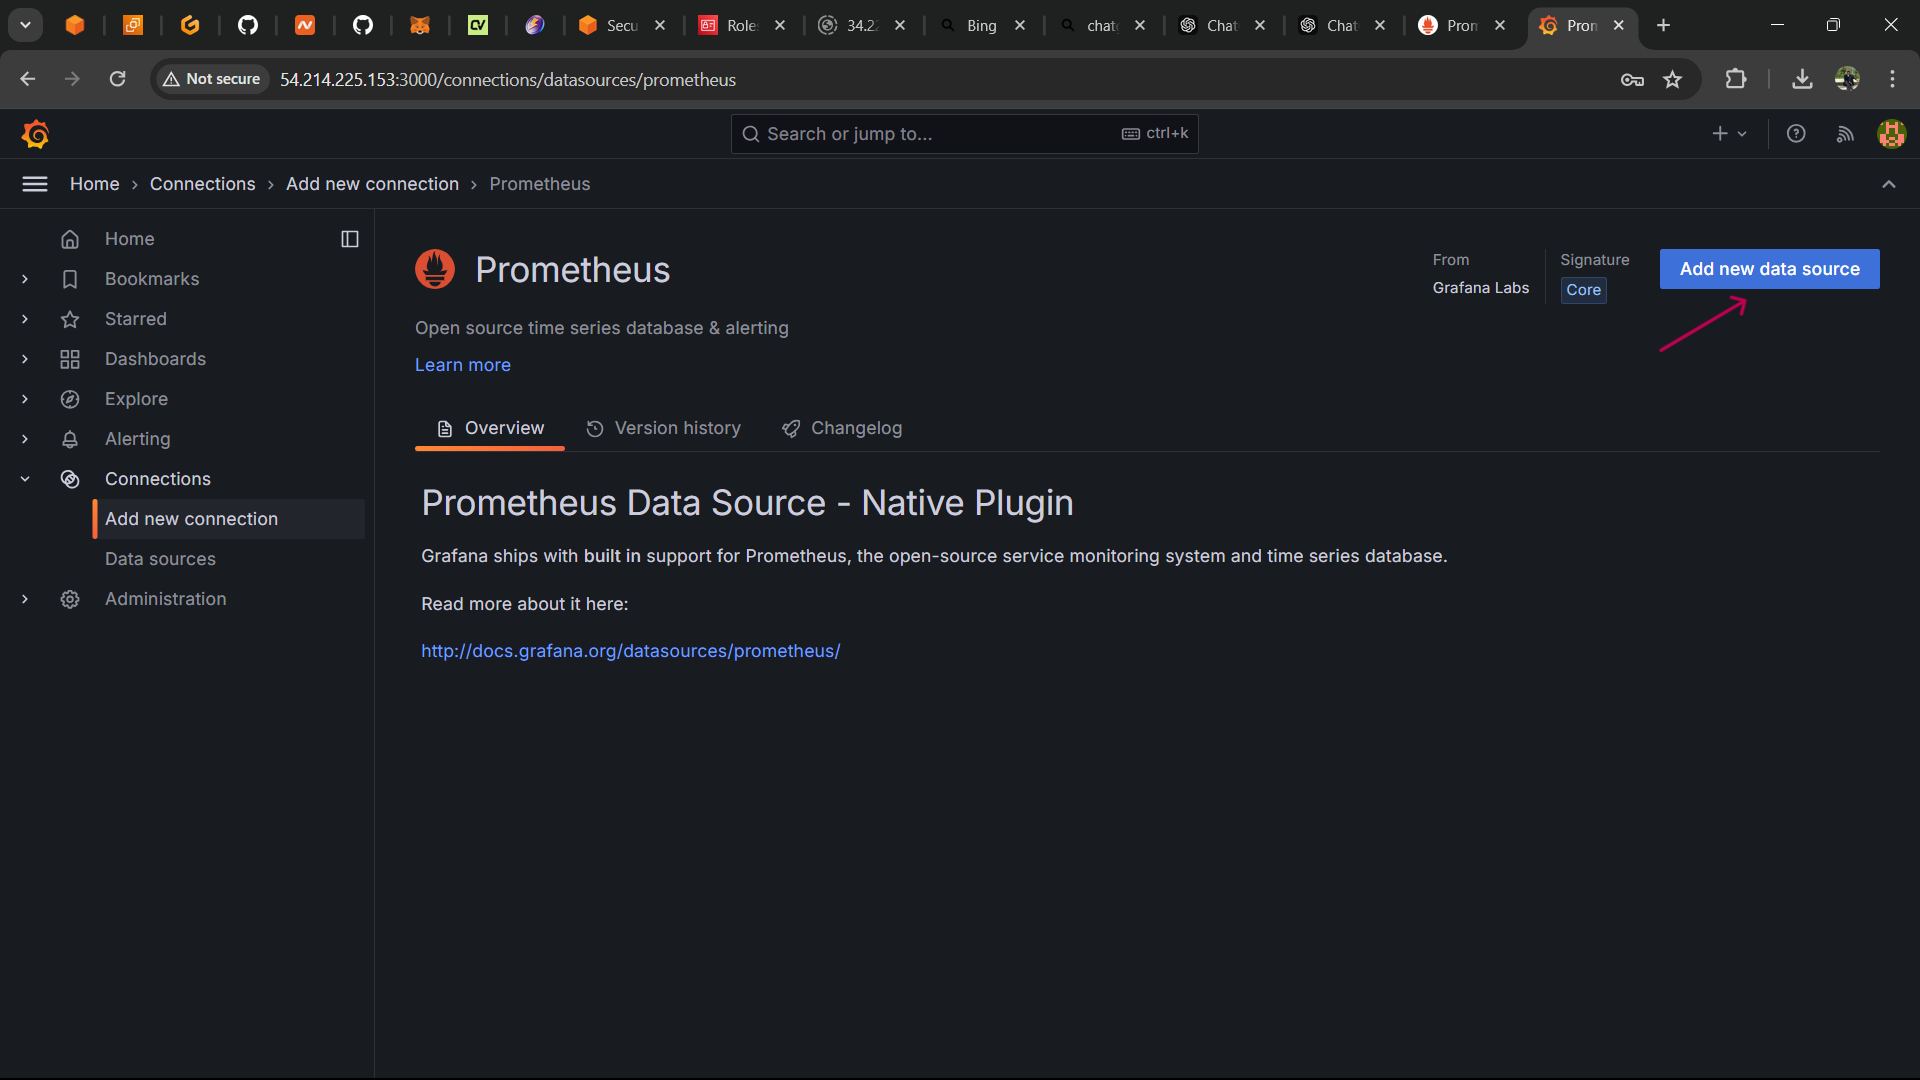 Secu
Role
34.22
Bing
chatg
Chat
Chat
Prom
Prom
Not secure
54.214.225.153:3000/connections/datasources/prometheus
Search or jump to...
ctrl+k
Home › Connections › Add new connection › Prometheus
Home
Bookmarks
Starred
Dashboards
Explore
Alerting
Connections
Add new connection
Data sources
Administration
Prometheus
From
Grafana Labs
Signature
Core
Add new data source
Open source time series database & alerting
Learn more
Overview
Version history
Changelog
Prometheus Data Source - Native Plugin
Grafana ships with built in support for Prometheus, the open-source service monitoring system and time series database.
Read more about it here:
http://docs.grafana.org/datasources/prometheus/